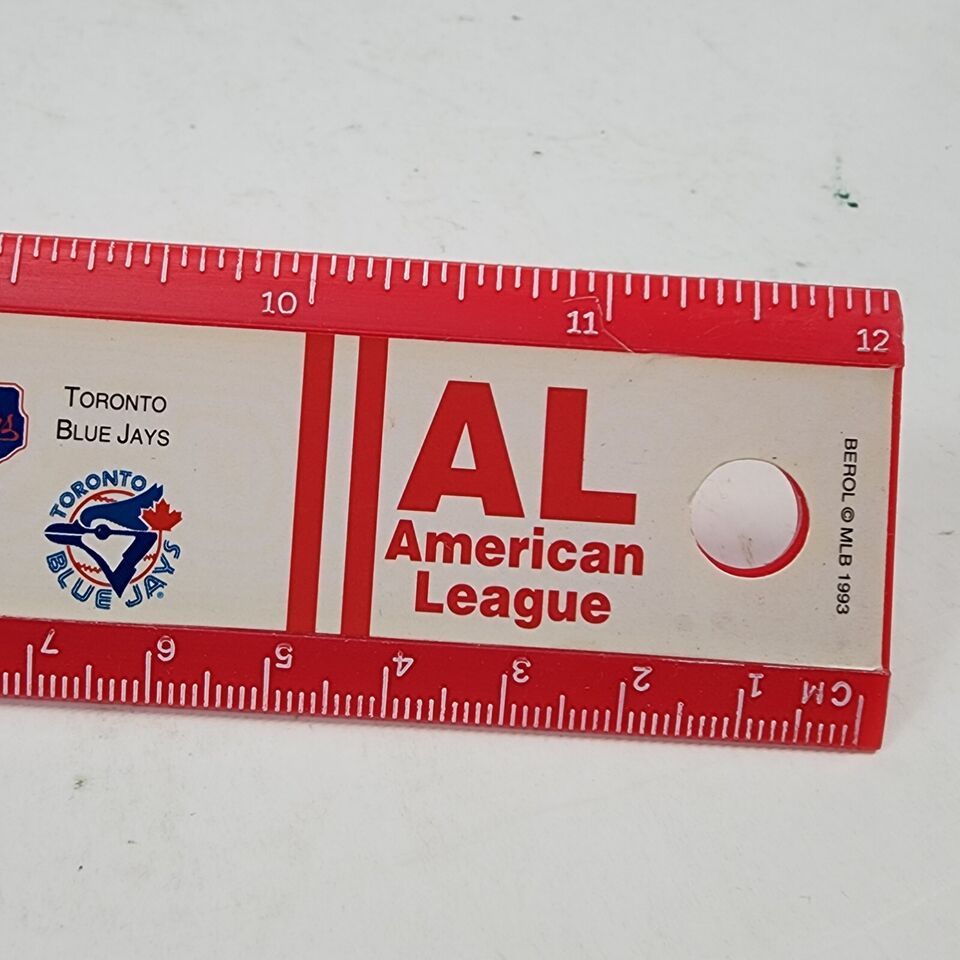 10 11 12
TORONTO
BLUE JAYS
TORONTO
BLUE JAYS
AL
American
League
BEROL © MLB 1993
7 6 5 4 3 2 1 CM